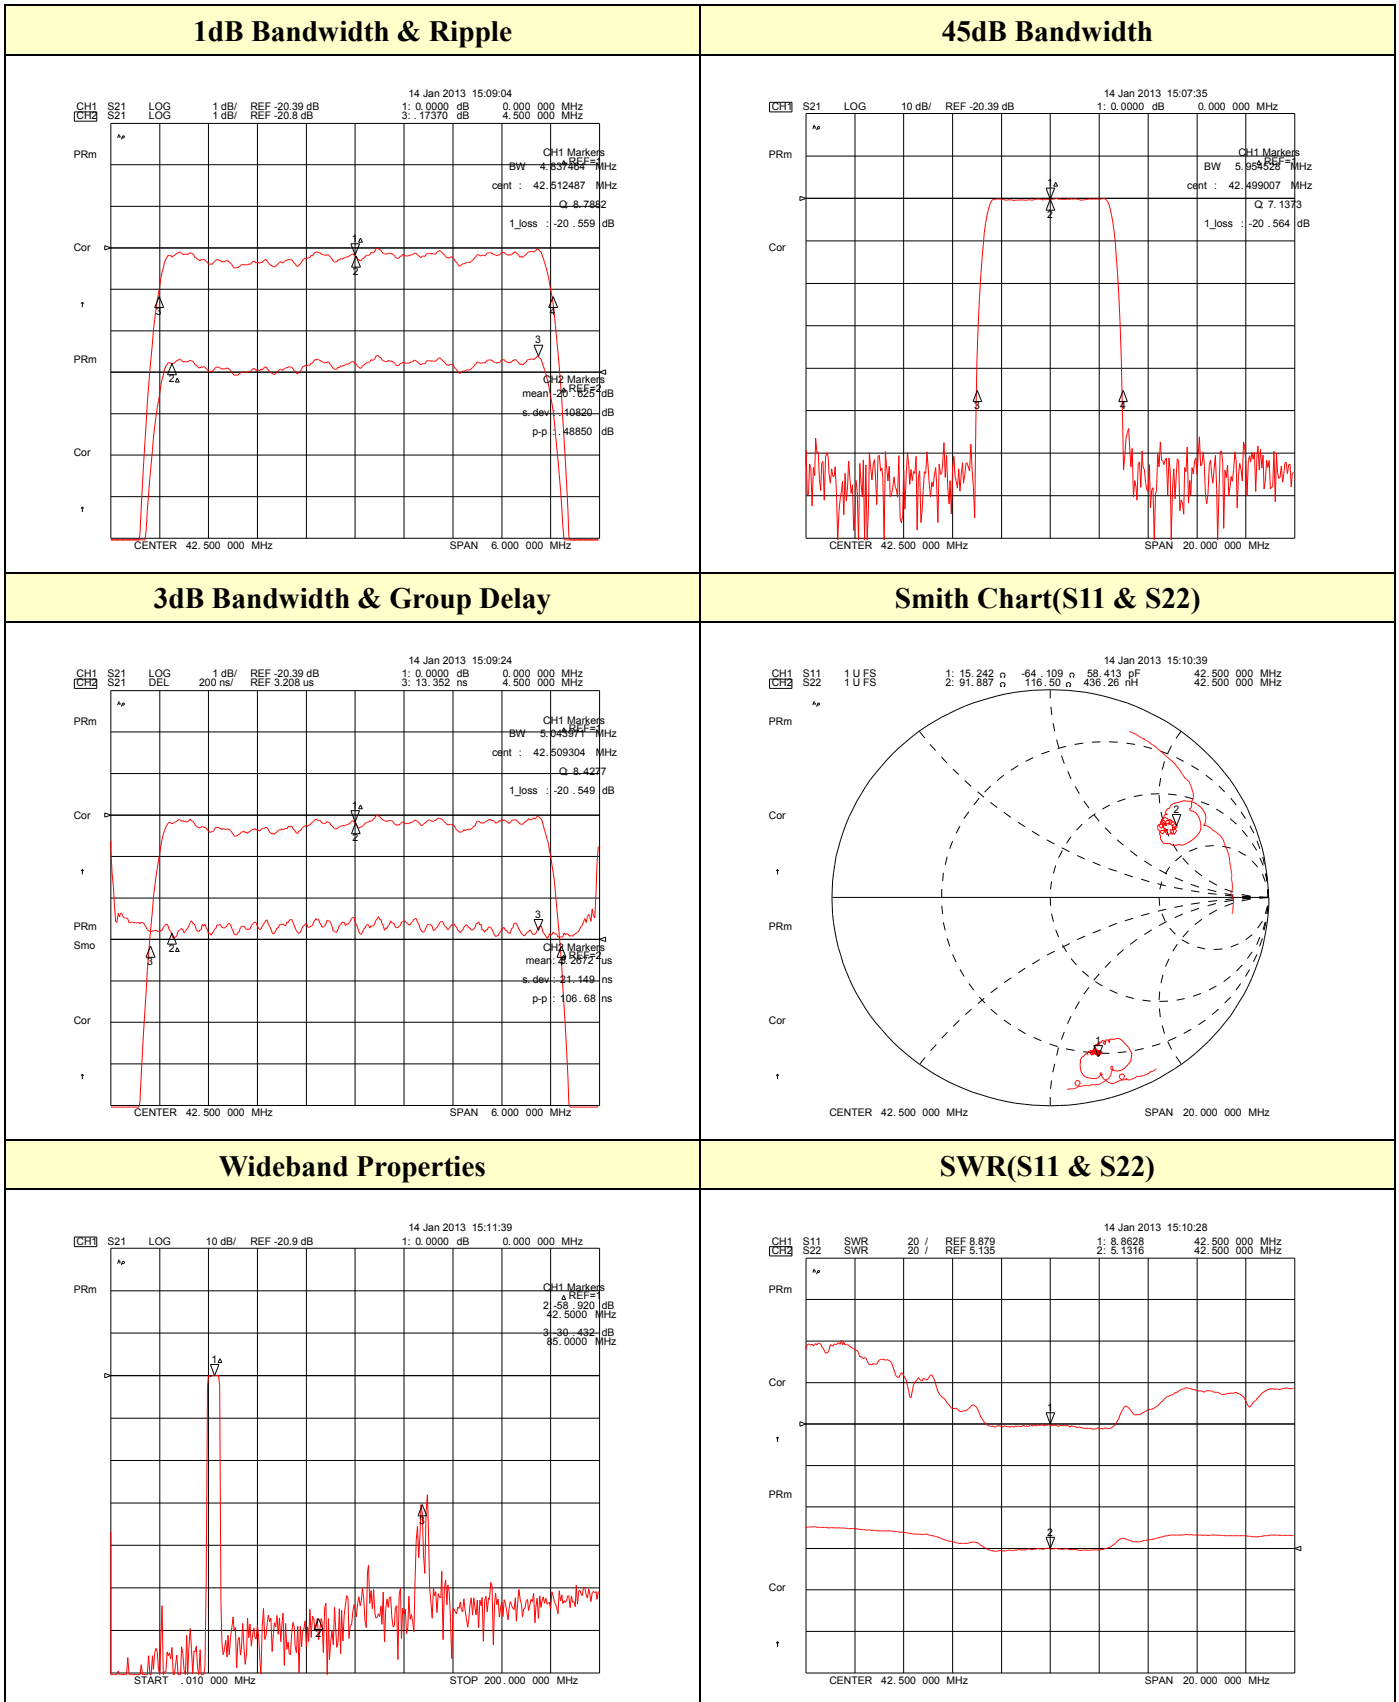 1dB Bandwidth & Ripple
14 Jan 2013 15:09:04
CH1 S21 LOG 1 dB/ REF -20.39 dB 1: 0.0000 dB 0.000 000 MHz
CH2 S21 LOG 1 dB/ REF -20.8 dB 3: .17370 dB 4.500 000 MHz
PRm
CH1 Markers
REF=1
BW 4.837464 MHz
cent : 42.512487 MHz
Q: 8.7882
1_loss : -20.559 dB
Cor
PRm
CH2 Markers
REF=2
mean: -20.625 dB
s.dev: .10820 dB
p-p : .48850 dB
Cor
CENTER 42.500 000 MHz SPAN 6.000 000 MHz
45dB Bandwidth
14 Jan 2013 15:07:35
CH1 S21 LOG 10 dB/ REF -20.39 dB 1: 0.0000 dB 0.000 000 MHz
PRm
CH1 Markers
REF=1
BW 5.954528 MHz
cent : 42.499007 MHz
Q: 7.1373
1_loss : -20.564 dB
Cor
CENTER 42.500 000 MHz SPAN 20.000 000 MHz
3dB Bandwidth & Group Delay
14 Jan 2013 15:09:24
CH1 S21 LOG 1 dB/ REF -20.39 dB 1: 0.0000 dB 0.000 000 MHz
CH2 S21 DEL 200 ns/ REF 3.208 us 3: 13.352 ns 4.500 000 MHz
PRm
CH1 Markers
REF=1
BW 5.043971 MHz
cent : 42.509304 MHz
Q: 8.4277
1_loss : -20.549 dB
Cor
PRm
Smo
CH2 Markers
REF=2
mean: 3.2672 us
s.dev: 21.149 ns
p-p : 106.68 ns
Cor
CENTER 42.500 000 MHz SPAN 6.000 000 MHz
Smith Chart(S11 & S22)
14 Jan 2013 15:10:39
CH1 S11 1 U FS 1: 15.242 Ω -64.109 Ω 58.413 pF 42.500 000 MHz
CH2 S22 1 U FS 2: 91.887 Ω 116.50 Ω 436.26 nH 42.500 000 MHz
PRm
Cor
PRm
Cor
CENTER 42.500 000 MHz SPAN 20.000 000 MHz
Wideband Properties
14 Jan 2013 15:11:39
CH1 S21 LOG 10 dB/ REF -20.9 dB 1: 0.0000 dB 0.000 000 MHz
PRm
CH1 Markers
REF=1
2:-58.920 dB
42.5000 MHz
3:-30.432 dB
85.0000 MHz
Cor
START .010 000 MHz STOP 200.000 000 MHz
SWR(S11 & S22)
14 Jan 2013 15:10:28
CH1 S11 SWR 20 / REF 8.879 1: 8.8628 42.500 000 MHz
CH2 S22 SWR 20 / REF 5.135 2: 5.1316 42.500 000 MHz
PRm
Cor
PRm
Cor
CENTER 42.500 000 MHz SPAN 20.000 000 MHz